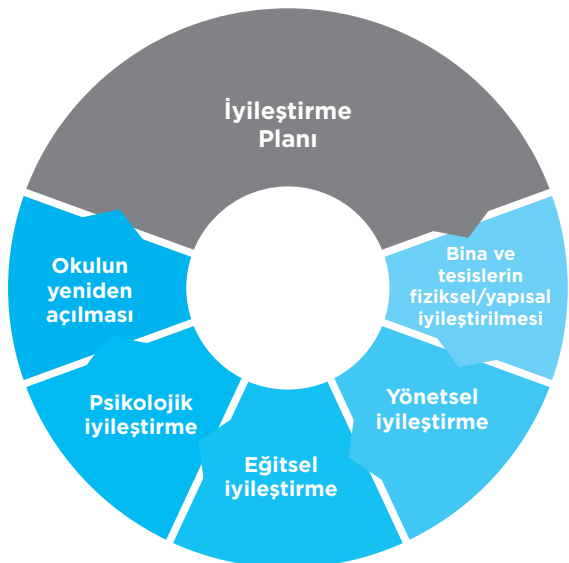 İyileştirme
Planı
Bina ve
tesislerin
fiziksel/yapısal
iyileştirilmesi
Yönetsel
iyileştirme
Eğitsel
iyileştirme
Psikolojik
iyileştirme
Okulun
yeniden
açılması